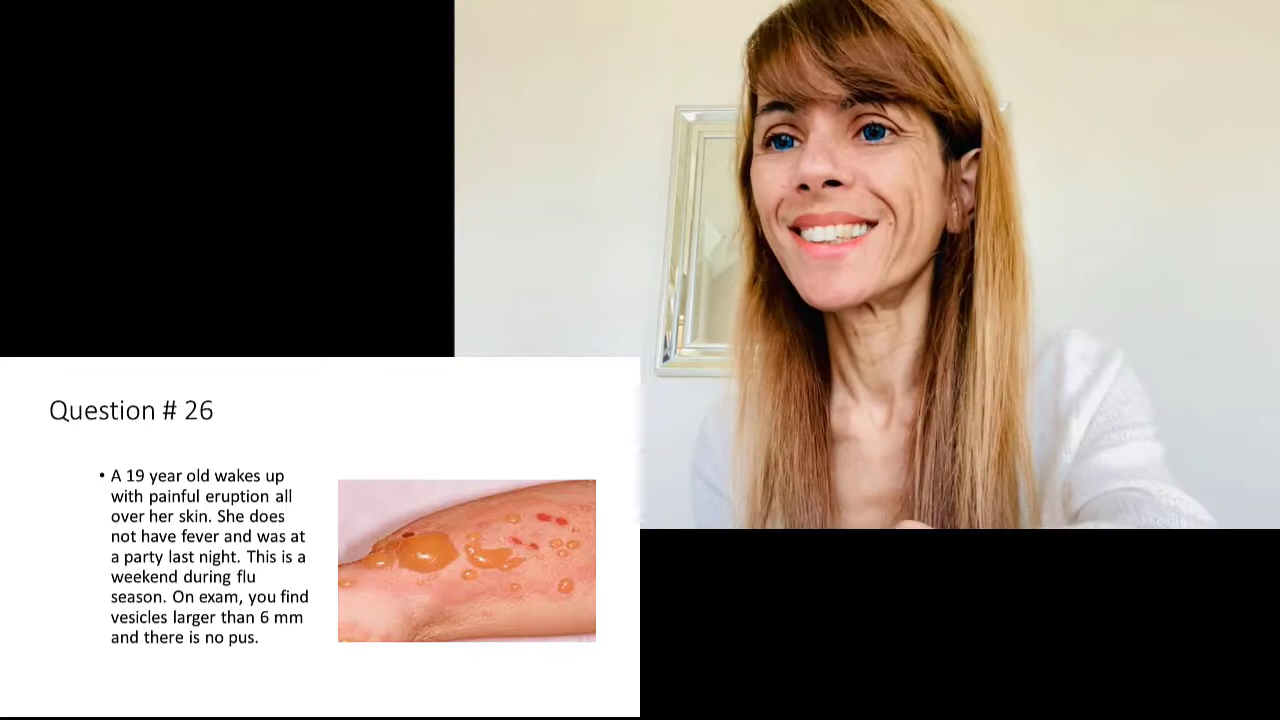 Question # 26
• A 19 year old wakes up
with painful eruption all
over her skin. She does
not have fever and was at
a party last night. This is a
weekend during flu
season. On exam, you find
vesicles larger than 6 mm
and there is no pus.